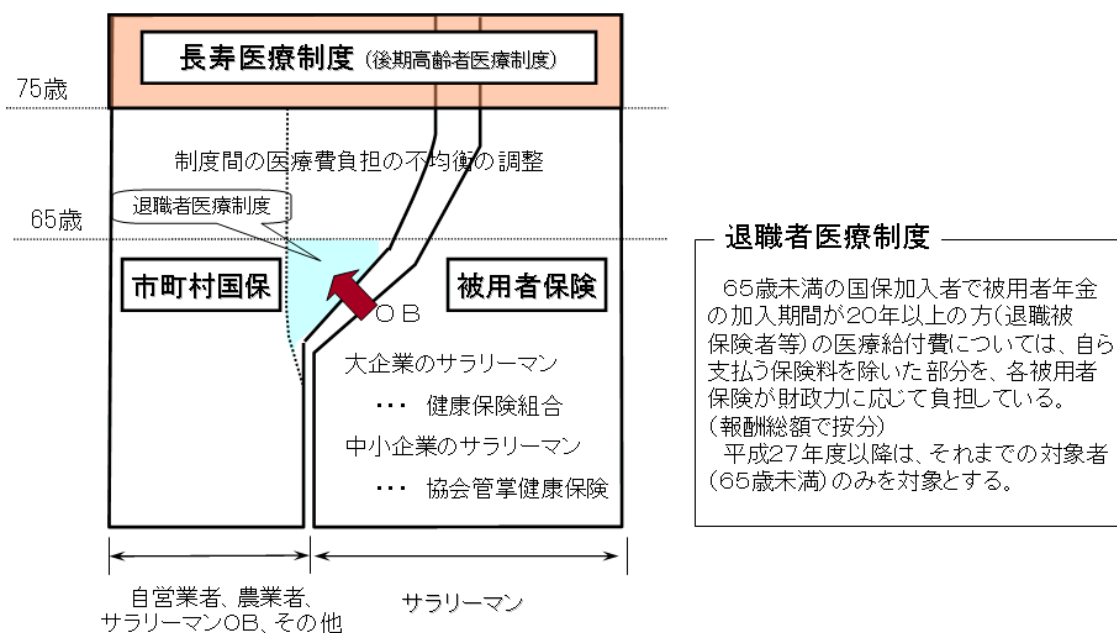 長寿医療制度（後期高齢者医療制度）
75歳
制度間の医療費負担の不均衡の調整
退職者医療制度
65歳
市町村国保
被用者保険
ＯＢ
大企業のサラリーマン
… 健康保険組合
中小企業のサラリーマン
… 協会管掌健康保険
自営業者、農業者、
サラリーマンＯＢ、その他
サラリーマン
退職者医療制度
65歳未満の国保加入者で被用者年金
の加入期間が20年以上の方（退職被
保険者等）の医療給付費については、自ら
支払う保険料を除いた部分を、各被用者
保険が財政力に応じて負担している。
（報酬総額で按分）
平成27年度以降は、それまでの対象者
（65歳未満）のみを対象とする。